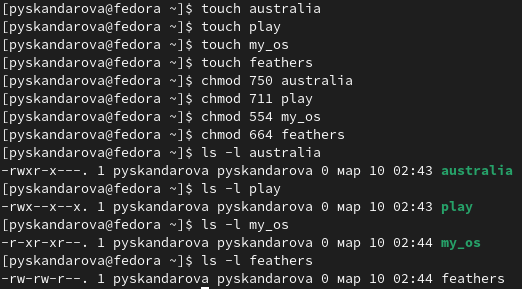 [pyskandarova@fedora ~]$ touch australia
[pyskandarova@fedora ~]$ touch play
[pyskandarova@fedora ~]$ touch my_os
[pyskandarova@fedora ~]$ touch feathers
[pyskandarova@fedora ~]$ chmod 750 australia
[pyskandarova@fedora ~]$ chmod 711 play
[pyskandarova@fedora ~]$ chmod 554 my_os
[pyskandarova@fedora ~]$ chmod 664 feathers
[pyskandarova@fedora ~]$ ls -l australia
-rwxr-x---. 1 pyskandarova pyskandarova 0 мар 10 02:43 australia
[pyskandarova@fedora ~]$ ls -l play
-rwx--x--x. 1 pyskandarova pyskandarova 0 мар 10 02:43 play
[pyskandarova@fedora ~]$ ls -l my_os
-r-xr-xr--. 1 pyskandarova pyskandarova 0 мар 10 02:44 my_os
[pyskandarova@fedora ~]$ ls -l feathers
-rw-rw-r--. 1 pyskandarova pyskandarova 0 мар 10 02:44 feathers